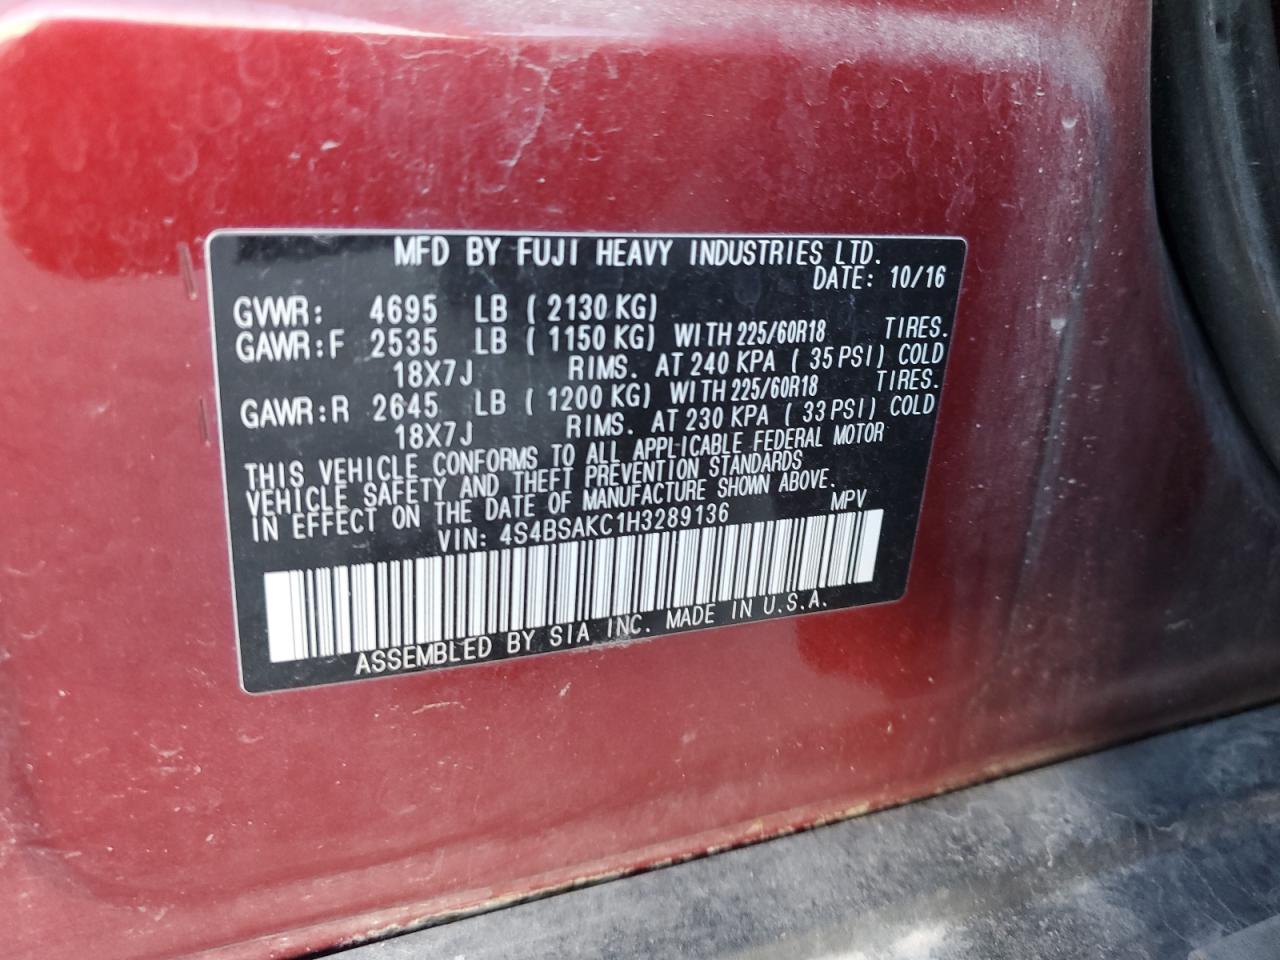 MFD BY FUJI HEAVY INDUSTRIES LTD.
DATE: 10/16
GVWR: 4695 LB ( 2130 KG)
GAWR:F 2535 LB ( 1150 KG) WITH 225/60R18 TIRES.
18X7J RIMS. AT 240 KPA ( 35 PSI) COLD
GAWR:R 2645 LB ( 1200 KG) WITH 225/60R18 TIRES.
18X7J RIMS. AT 230 KPA ( 33 PSI) COLD
THIS VEHICLE CONFORMS TO ALL APPLICABLE FEDERAL MOTOR
VEHICLE SAFETY AND THEFT PREVENTION STANDARDS
IN EFFECT ON THE DATE OF MANUFACTURE SHOWN ABOVE.
VIN: 4S4BSAKC1H3289136 MPV
ASSEMBLED BY SIA INC. MADE IN U.S.A.